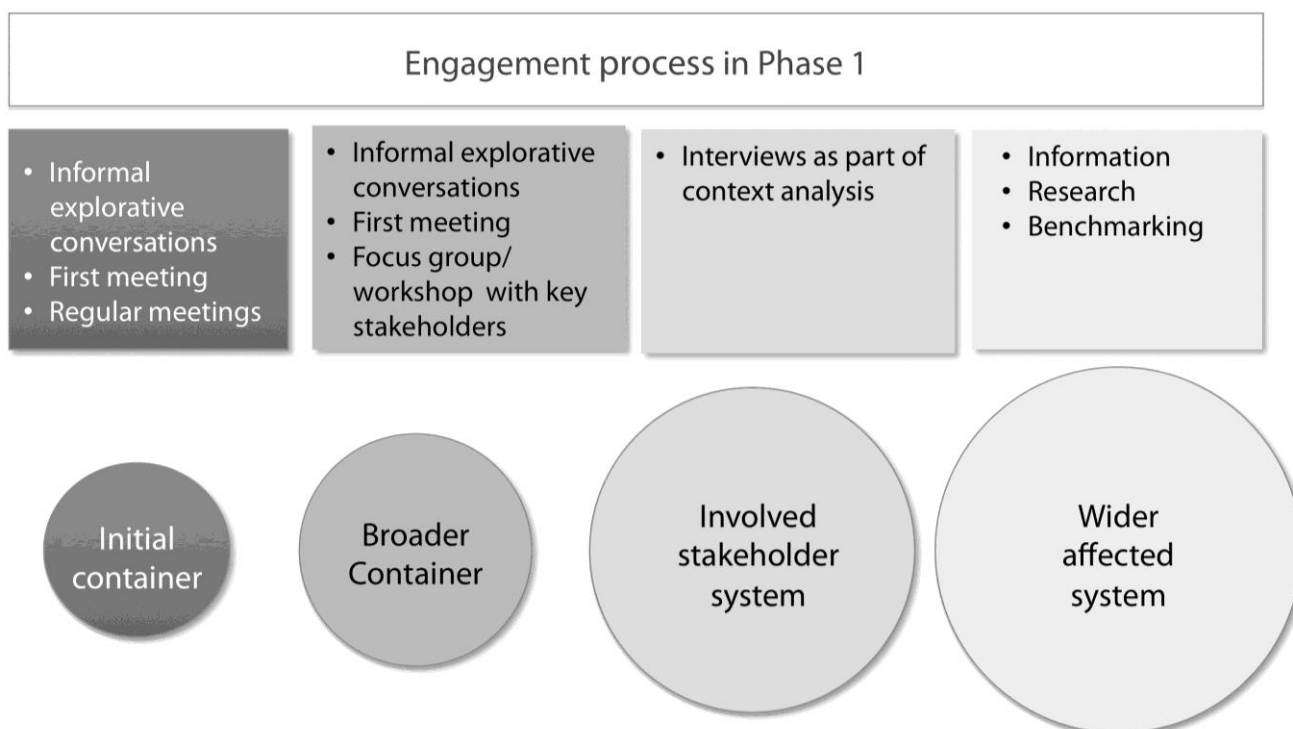 Engagement process in Phase 1
• Informal
explorative
conversations
• First meeting
• Regular meetings
• Informal explorative
conversations
• First meeting
• Focus group/
workshop with key
stakeholders
• Interviews as part of
context analysis
• Information
• Research
• Benchmarking
Initial
container
Broader
Container
Involved
stakeholder
system
Wider
affected
system